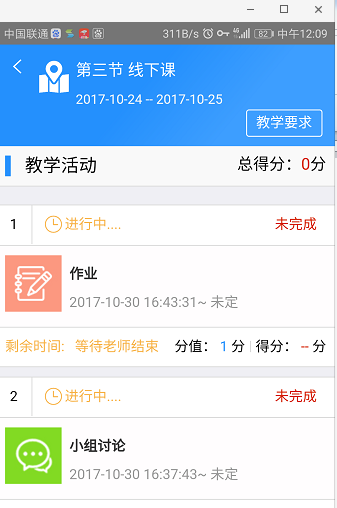 中国联通 311B/s 82 中午12:09
第三节 线下课
2017-10-24 -- 2017-10-25
教学要求
教学活动 总得分：0分
1 进行中.... 未完成
作业
2017-10-30 16:43:31~ 未定
剩余时间：等待老师结束 分值： 1 分 得分： -- 分
2 进行中.... 未完成
小组讨论
2017-10-30 16:37:43~ 未定